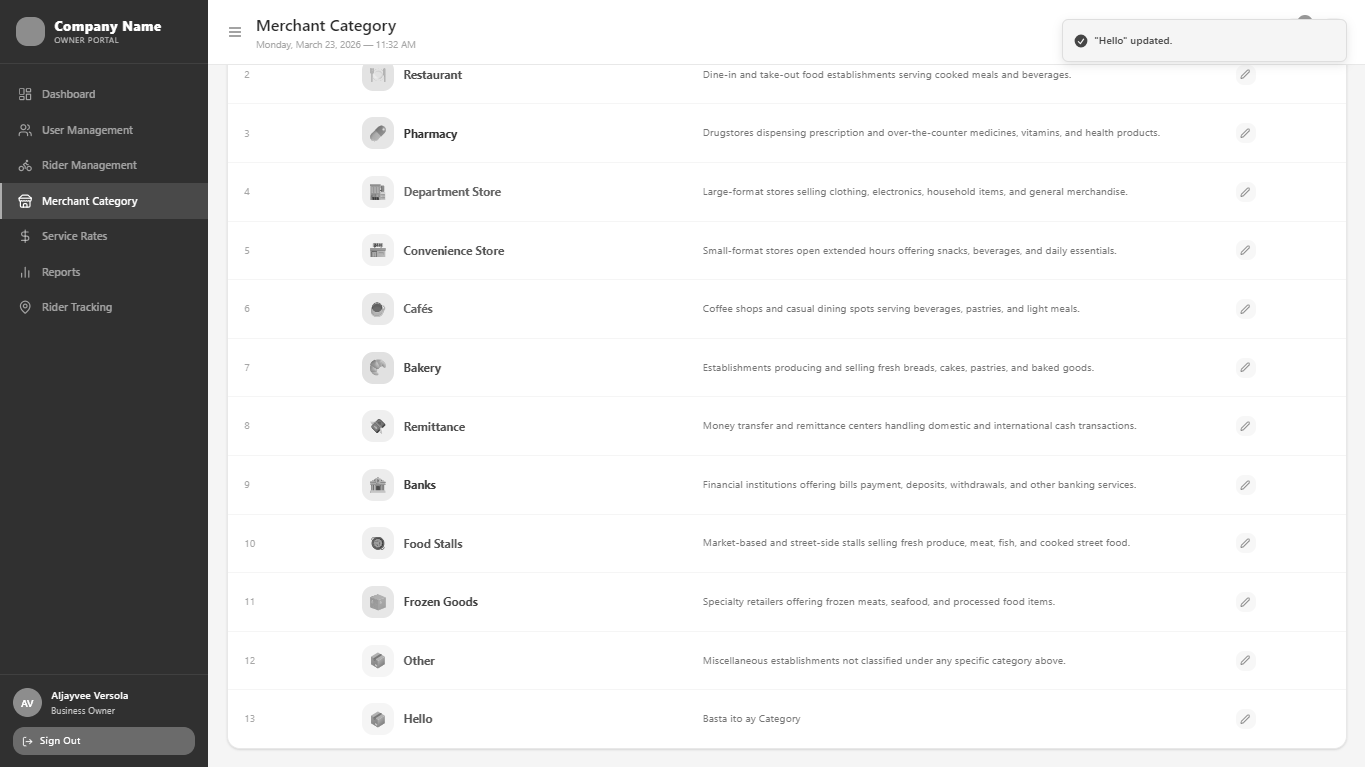 Company Name
OWNER PORTAL
Dashboard
User Management
Rider Management
Merchant Category
Service Rates
Reports
Rider Tracking
AV
Aljayvee Versola
Business Owner
Sign Out
Merchant Category
Monday, March 23, 2026 — 11:32 AM
"Hello" updated.
2 Restaurant Dine-in and take-out food establishments serving cooked meals and beverages.
3 Pharmacy Drugstores dispensing prescription and over-the-counter medicines, vitamins, and health products.
4 Department Store Large-format stores selling clothing, electronics, household items, and general merchandise.
5 Convenience Store Small-format stores open extended hours offering snacks, beverages, and daily essentials.
6 Cafés Coffee shops and casual dining spots serving beverages, pastries, and light meals.
7 Bakery Establishments producing and selling fresh breads, cakes, pastries, and baked goods.
8 Remittance Money transfer and remittance centers handling domestic and international cash transactions.
9 Banks Financial institutions offering bills payment, deposits, withdrawals, and other banking services.
10 Food Stalls Market-based and street-side stalls selling fresh produce, meat, fish, and cooked street food.
11 Frozen Goods Specialty retailers offering frozen meats, seafood, and processed food items.
12 Other Miscellaneous establishments not classified under any specific category above.
13 Hello Basta ito ay Category